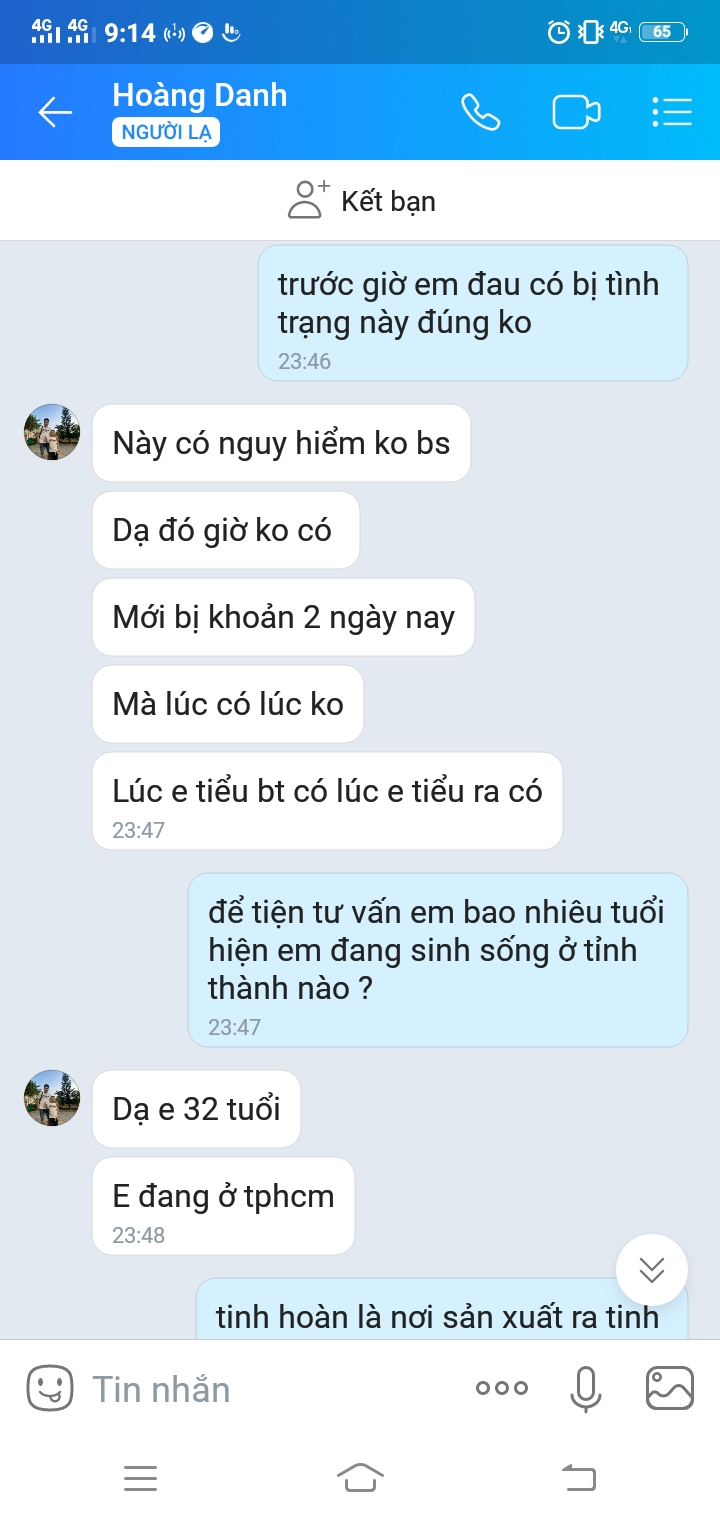 4G 4G 9:14 4G 65
Hoàng Danh
NGƯỜI LẠ
Kết bạn
trước giờ em đau có bị tình
trạng này đúng ko
23:46
Này có nguy hiểm ko bs
Dạ đó giờ ko có
Mới bị khoản 2 ngày nay
Mà lúc có lúc ko
Lúc e tiểu bt có lúc e tiểu ra có
23:47
để tiện tư vấn em bao nhiêu tuổi
hiện em đang sinh sống ở tỉnh
thành nào ?
23:47
Dạ e 32 tuổi
E đang ở tphcm
23:48
tinh hoàn là nơi sản xuất ra tinh
Tin nhắn